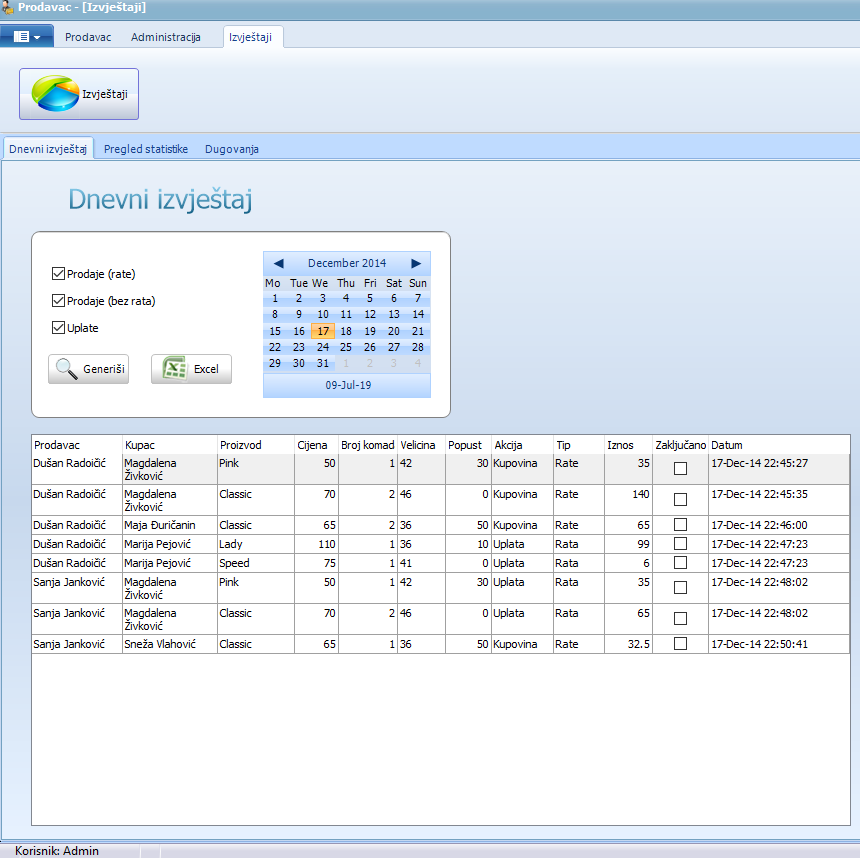 Prodavac - [Izvještaji]
Prodavac Administracija Izvještaji
Izvještaji
Dnevni izvještaj Pregled statistike Dugovanja
Dnevni izvještaj
Prodaje (rate)
Prodaje (bez rata)
Uplate
Generiši Excel
December 2014
Mo Tue We Thu Fri Sat Sun
1 2 3 4 5 6 7
8 9 10 11 12 13 14
15 16 17 18 19 20 21
22 23 24 25 26 27 28
29 30 31 1 2 3 4
09-Jul-19
Prodavac Kupac Proizvod Cijena Broj komad Velicina Popust Akcija Tip Iznos Zaključano Datum
Dušan Radoičić Magdalena Pink 50 1 42 30 Kupovina Rate 35 17-Dec-14 22:45:27
Živković
Dušan Radoičić Magdalena Classic 70 2 46 0 Kupovina Rate 140 17-Dec-14 22:45:35
Živković
Dušan Radoičić Maja Đuričanin Classic 65 2 36 50 Kupovina Rate 65 17-Dec-14 22:46:00
Dušan Radoičić Marija Pejović Lady 110 1 36 10 Uplata Rata 99 17-Dec-14 22:47:23
Dušan Radoičić Marija Pejović Speed 75 1 41 0 Uplata Rata 6 17-Dec-14 22:47:23
Sanja Janković Magdalena Pink 50 1 42 30 Uplata Rata 35 17-Dec-14 22:48:02
Živković
Sanja Janković Magdalena Classic 70 2 46 0 Uplata Rata 65 17-Dec-14 22:48:02
Živković
Sanja Janković Sneža Vlahović Classic 65 1 36 50 Kupovina Rate 32.5 17-Dec-14 22:50:41
Korisnik: Admin